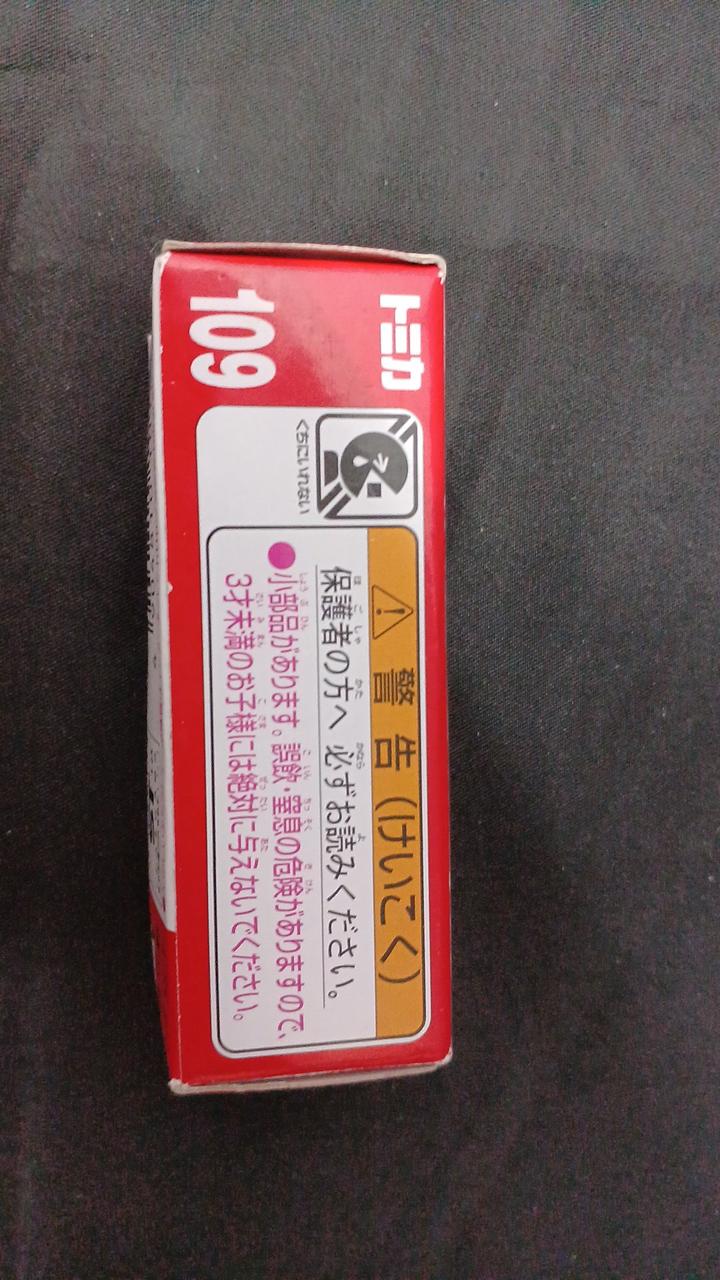 トミカ
109
くちにいれない
警告(けいこく)
保護者の方へ 必ずお読みください。
●小部品があります。誤飲・窒息の危険がありますので、
3才未満のお子様には絶対に与えないでください。